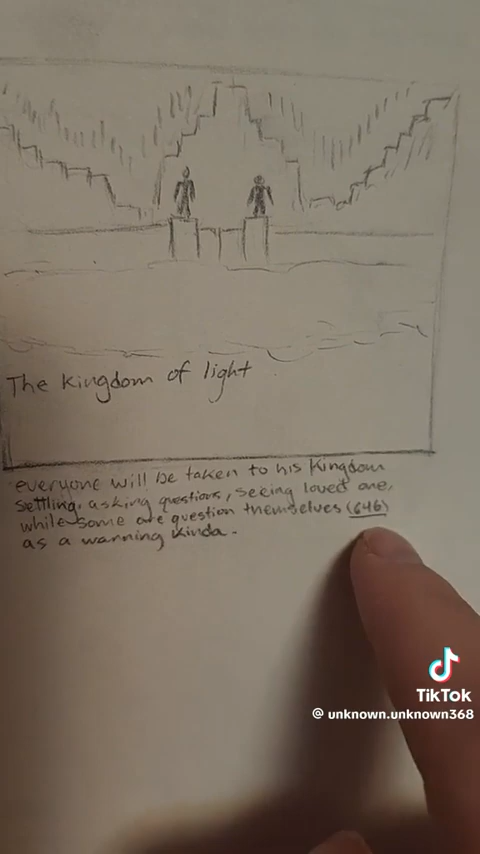 The kingdom of light
everyone will be taken to his kingdom
settling, asking questions, seeing loved one,
while some are question themselves (646)
as a warning kinda.
TikTok
@ unknown.unknown368